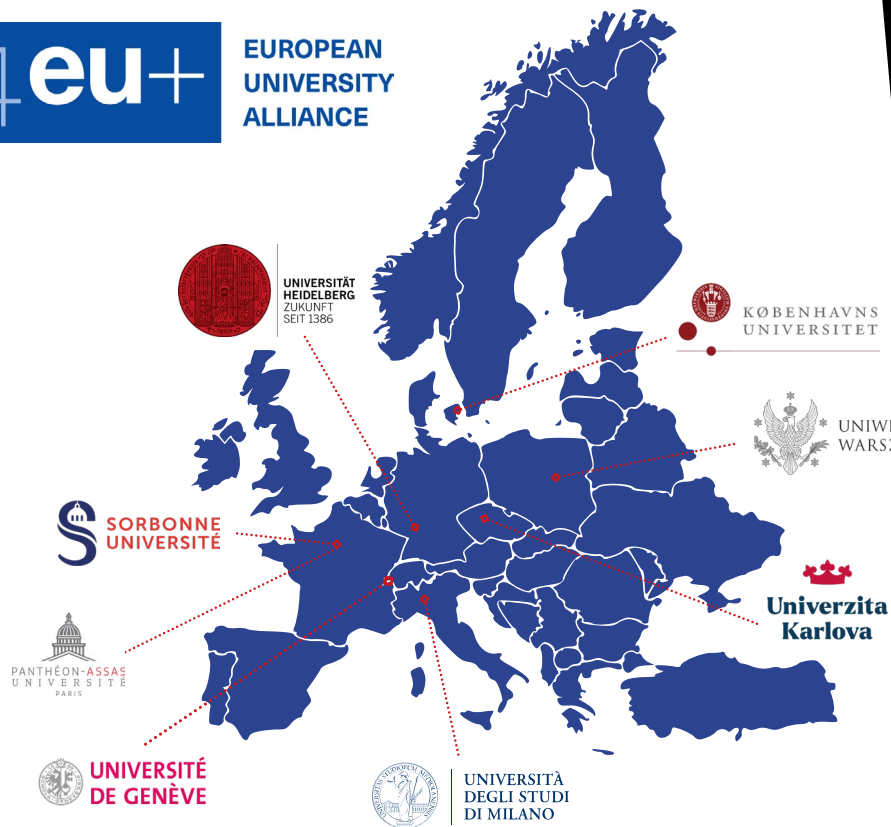 eu+
EUROPEAN
UNIVERSITY
ALLIANCE
UNIVERSITÄT
HEIDELBERG
ZUKUNFT
SEIT 1386
KØBENHAVNS
UNIVERSITET
SORBONNE
UNIVERSITÉ
Univerzita
Karlova
PANTHÉON-ASSAS
UNIVERSITÉ
PARIS
UNIVERSITÉ
DE GENÈVE
UNIVERSITÀ
DEGLI STUDI
DI MILANO